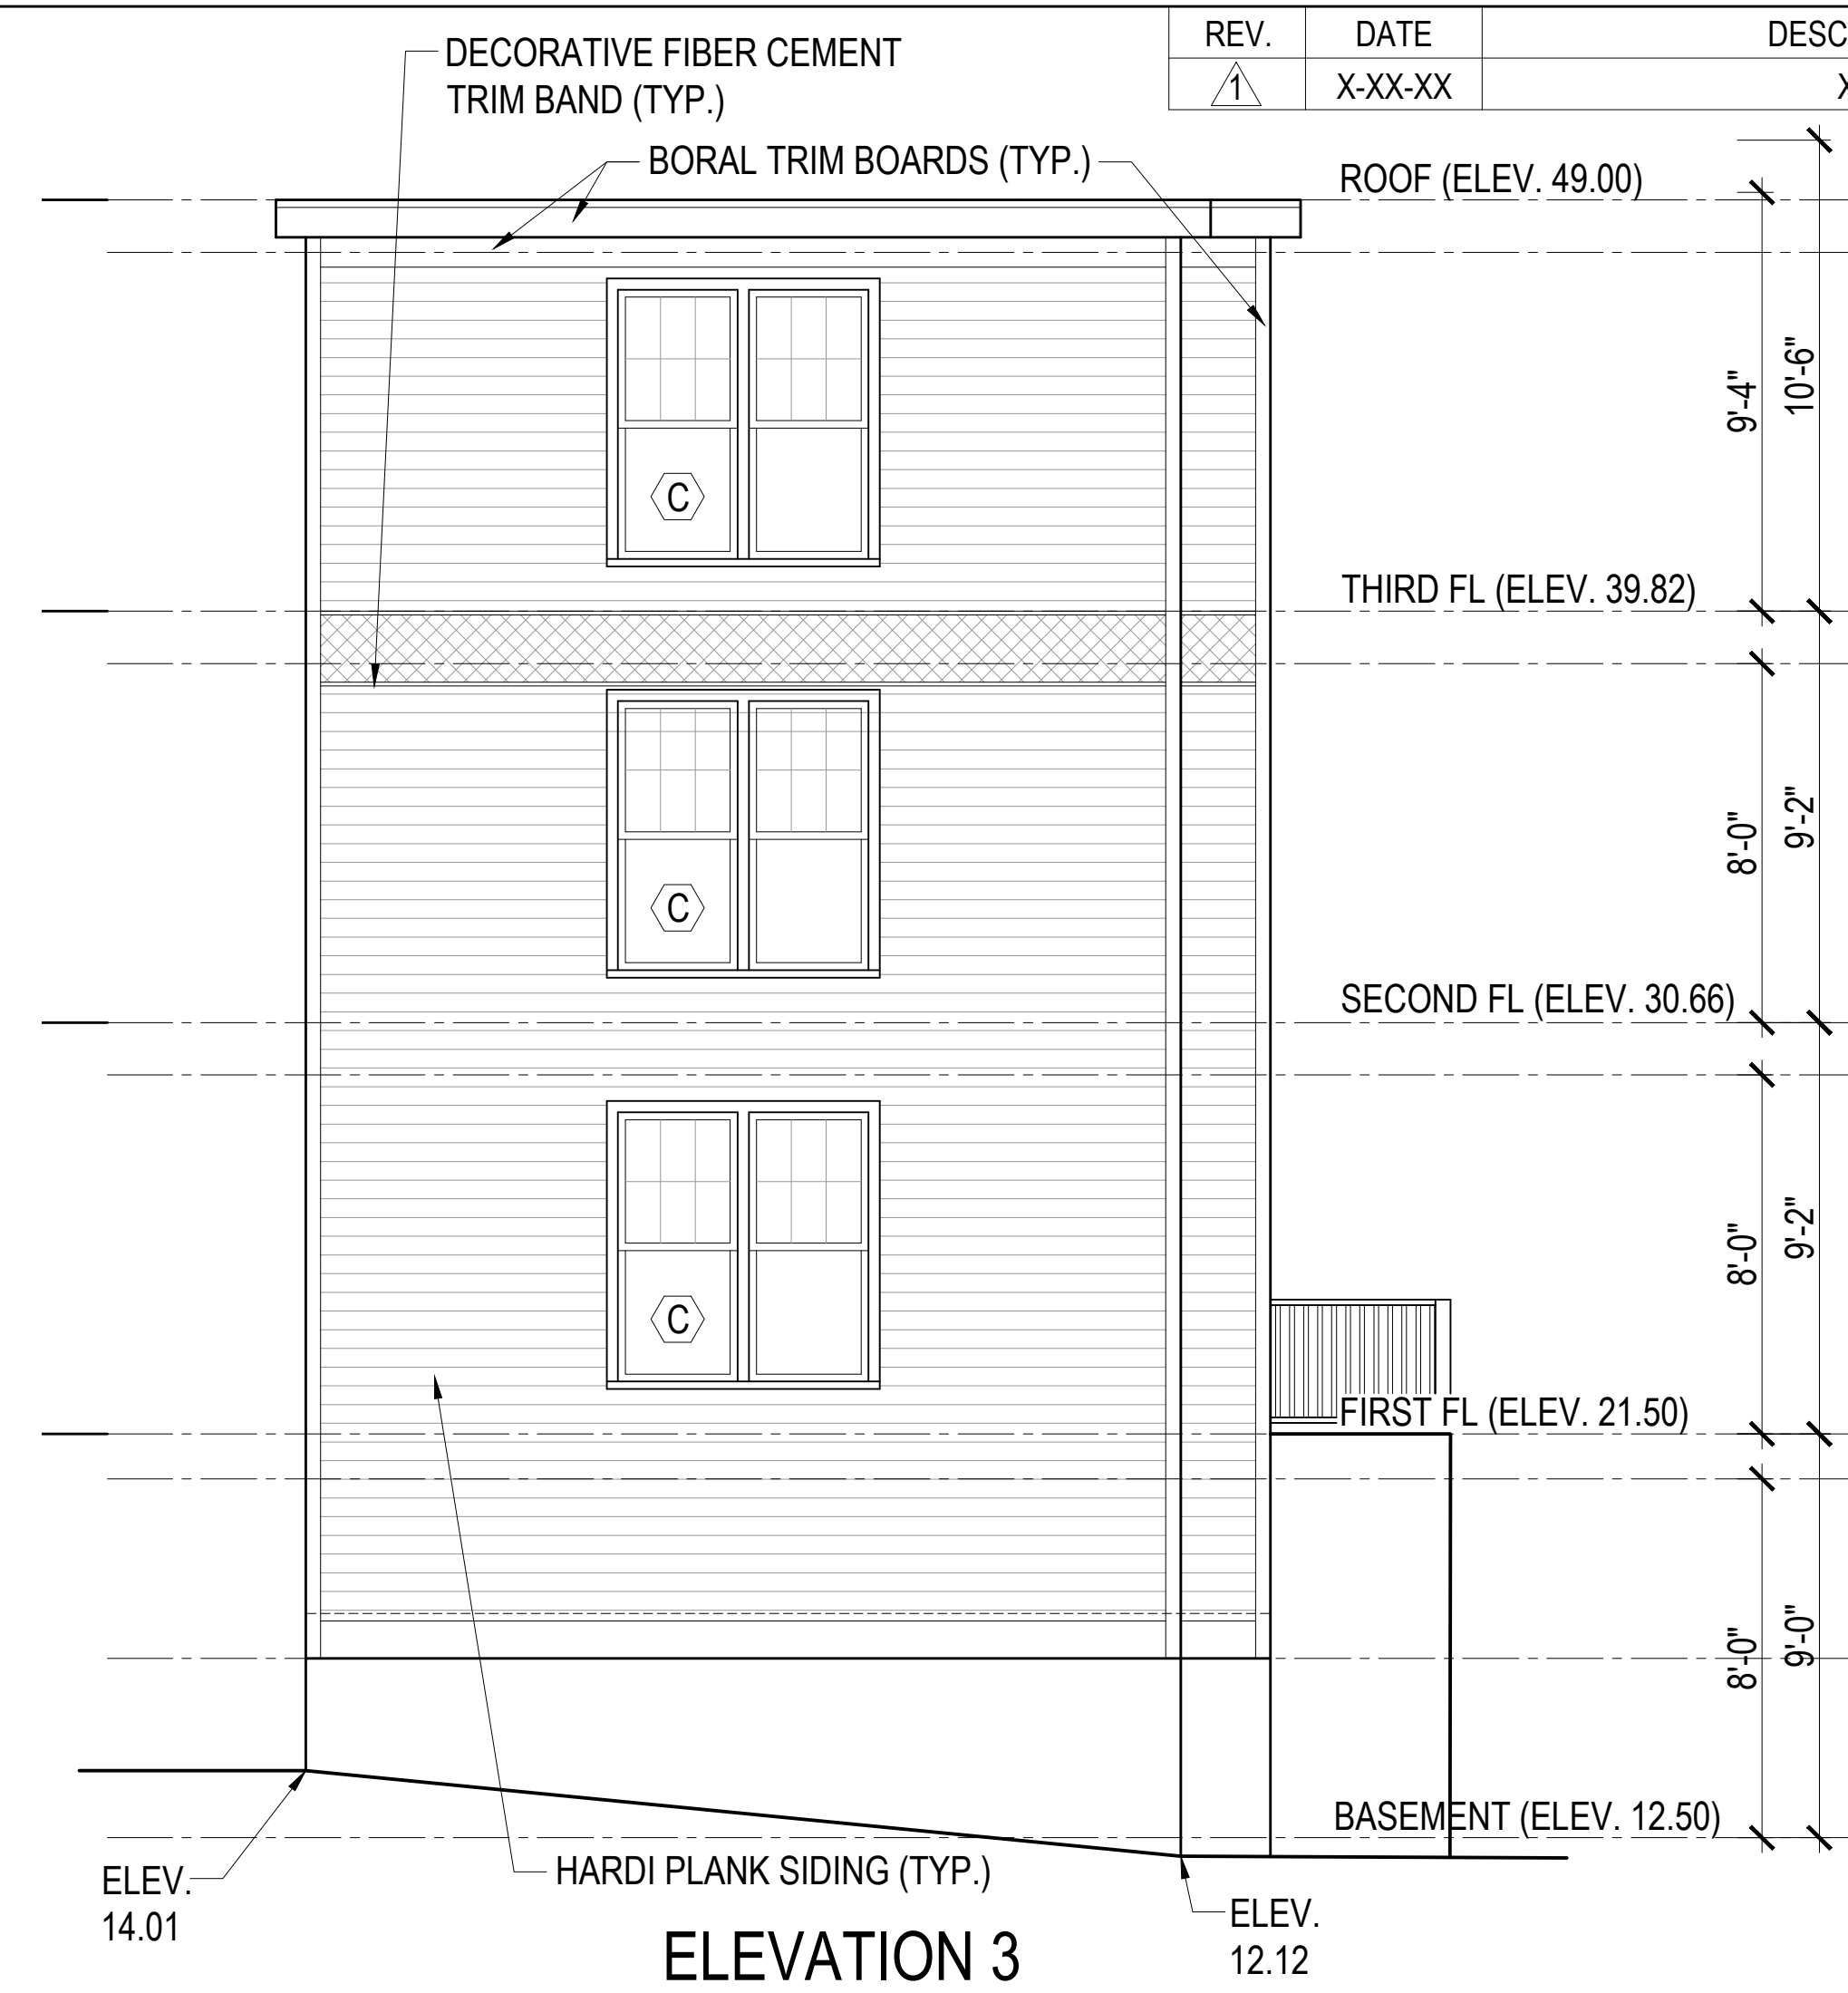 REV. DATE DESC
1 X-XX-XX X
DECORATIVE FIBER CEMENT
TRIM BAND (TYP.)
BORAL TRIM BOARDS (TYP.)
ROOF (ELEV. 49.00)
9'-4"
10'-6"
C
THIRD FL (ELEV. 39.82)
8'-0"
9'-2"
C
SECOND FL (ELEV. 30.66)
8'-0"
9'-2"
C
FIRST FL (ELEV. 21.50)
8'-0"
9'-0"
BASEMENT (ELEV. 12.50)
HARDI PLANK SIDING (TYP.)
ELEV.
14.01
ELEV.
12.12
ELEVATION 3